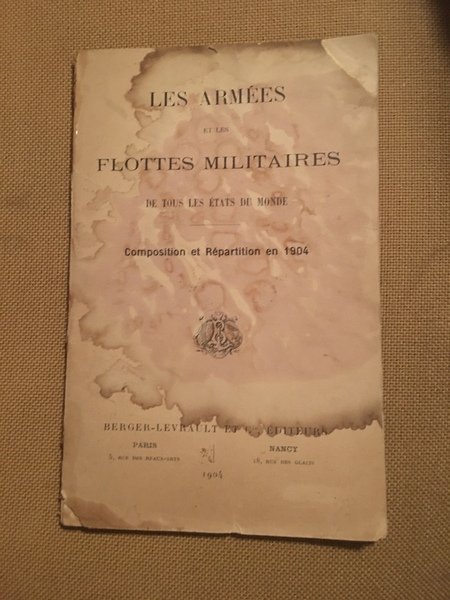 LES ARMÉES
ET LES
FLOTTES MILITAIRES
DE TOUS LES ÉTATS DU MONDE
Composition et Répartition en 1904
BERGER-LEVRAULT ET Cie, ÉDITEURS
PARIS NANCY
5, RUE DES BEAUX-ARTS 18, RUE DES GLACIS
1904